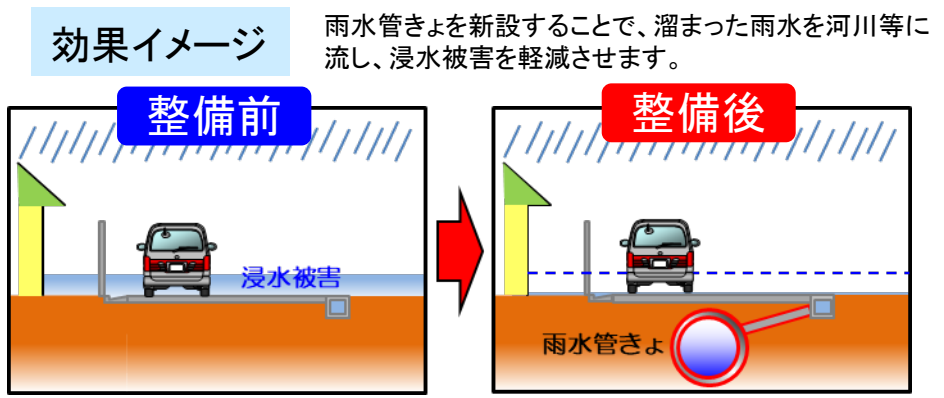 効果イメージ
雨水管きょを新設することで、溜まった雨水を河川等に
流し、浸水被害を軽減させます。
整備前
整備後
浸水被害
雨水管きょ